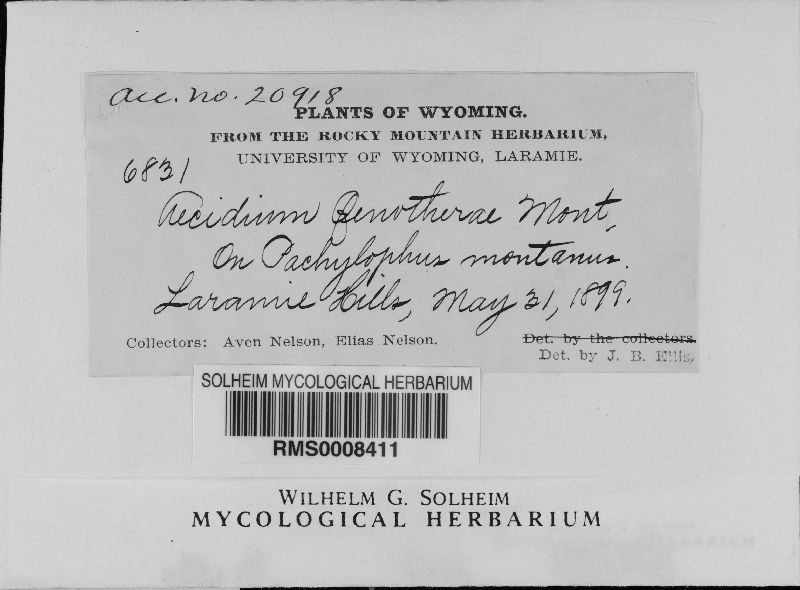 Acc. no. 20918
PLANTS OF WYOMING.
FROM THE ROCKY MOUNTAIN HERBARIUM,
UNIVERSITY OF WYOMING, LARAMIE.
6831
Aecidium Œnotherae Mont,
On Pachylophus montanus.
Laramie Hills, May 31, 1899.
Collectors: Aven Nelson, Elias Nelson.
Det. by the collectors.
Det. by J. B. Ellis.
SOLHEIM MYCOLOGICAL HERBARIUM
RMS0008411
WILHELM G. SOLHEIM
MYCOLOGICAL HERBARIUM